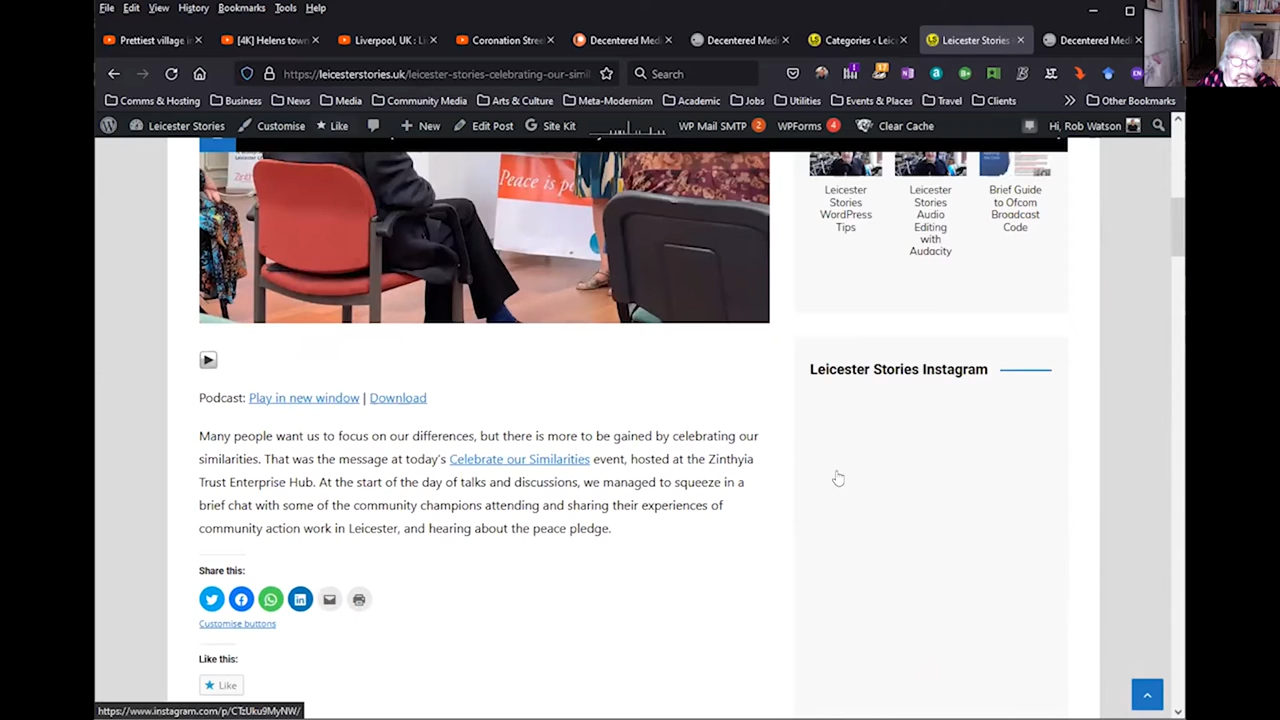 File Edit View History Bookmarks Tools Help
Prettiest village in
[4K] Helens town
Liverpool, UK
Coronation Stree
Decentered Med
Decentered Med
Categories ‹ Leic
Leicester Stories
Decentered Med
https://leicesterstories.uk/leicester-stories-celebrating-our-simil
Search
Comms & Hosting Business News Media Community Media Arts & Culture Meta-Modernism Academic Jobs Utilities Events & Places Travel Clients Other Bookmarks
Leicester Stories Customise Like New Edit Post Site Kit WP Mail SMTP 2 WPForms 4 Clear Cache Hi, Rob Watson
Peace is
Leicester
Stories
WordPress
Tips
Leicester
Stories
Audio
Editing
with
Audacity
Brief Guide
to Ofcom
Broadcast
Code
Podcast: Play in new window | Download
Many people want us to focus on our differences, but there is more to be gained by celebrating our
similarities. That was the message at today's Celebrate our Similarities event, hosted at the Zinthyia
Trust Enterprise Hub. At the start of the day of talks and discussions, we managed to squeeze in a
brief chat with some of the community champions attending and sharing their experiences of
community action work in Leicester, and hearing about the peace pledge.
Share this:
Customise buttons
Like this:
Like
Leicester Stories Instagram
https://www.instagram.com/p/CTzUku9MyNW/